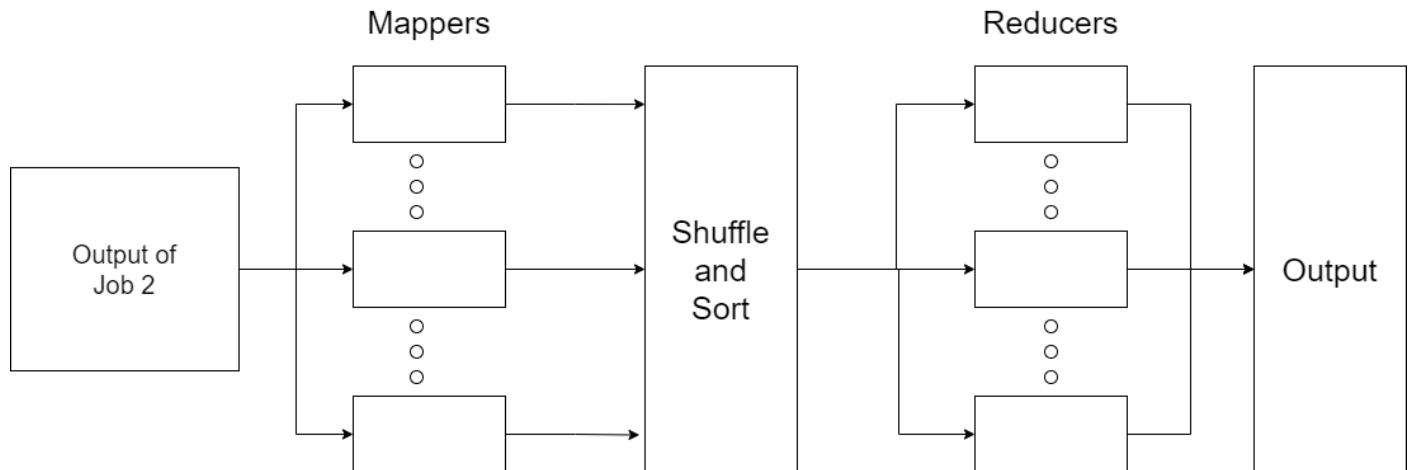 Mappers
Reducers
Output of
Job 2
Shuffle
and
Sort
Output